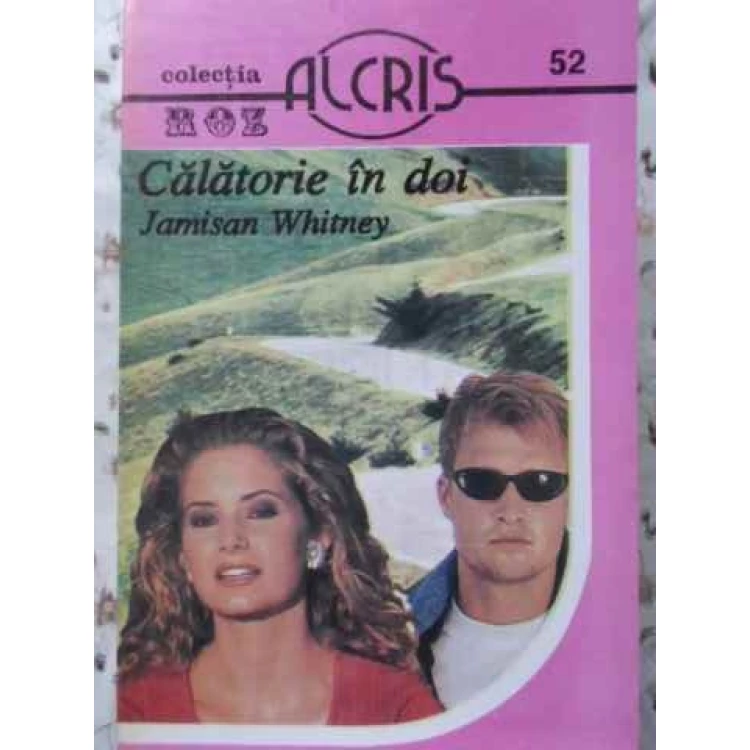 colecția
ROZ
ALCRIS
52
Călătorie în doi
Jamisan Whitney